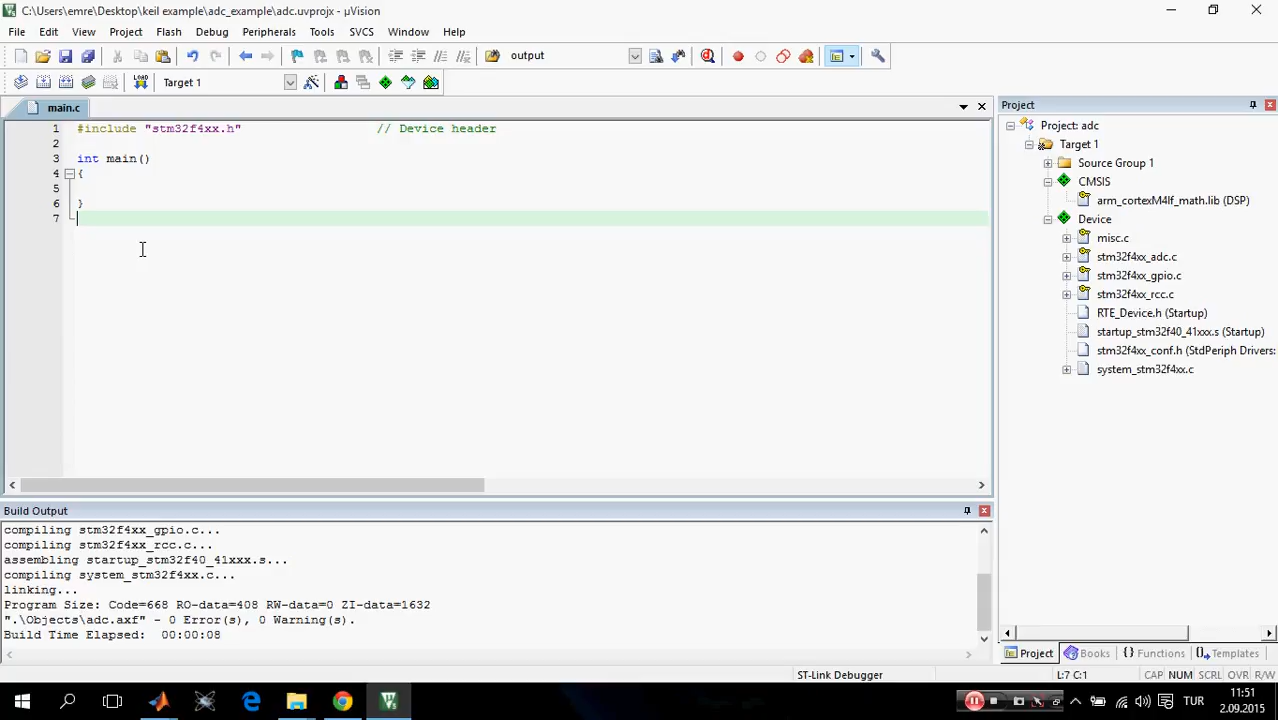 C:\Users\emre\Desktop\keil example\adc_example\adc.uvprojx - µVision
File Edit View Project Flash Debug Peripherals Tools SVCS Window Help
output
LOAD Target 1
main.c
1 #include "stm32f4xx.h" // Device header
2
3 int main()
4 {
5
6 }
7
Project
Project: adc
Target 1
Source Group 1
CMSIS
arm_cortexM4lf_math.lib (DSP)
Device
misc.c
stm32f4xx_adc.c
stm32f4xx_gpio.c
stm32f4xx_rcc.c
RTE_Device.h (Startup)
startup_stm32f40_41xxx.s (Startup)
stm32f4xx_conf.h (StdPeriph Drivers:
system_stm32f4xx.c
Project Books Functions Templates
Build Output
compiling stm32f4xx_gpio.c...
compiling stm32f4xx_rcc.c...
assembling startup_stm32f40_41xxx.s...
compiling system_stm32f4xx.c...
linking...
Program Size: Code=668 RO-data=408 RW-data=0 ZI-data=1632
".\Objects\adc.axf" - 0 Error(s), 0 Warning(s).
Build Time Elapsed: 00:00:08
ST-Link Debugger L:7 C:1 CAP NUM SCRL OVR R/W
TUR
11:51
2.09.2015